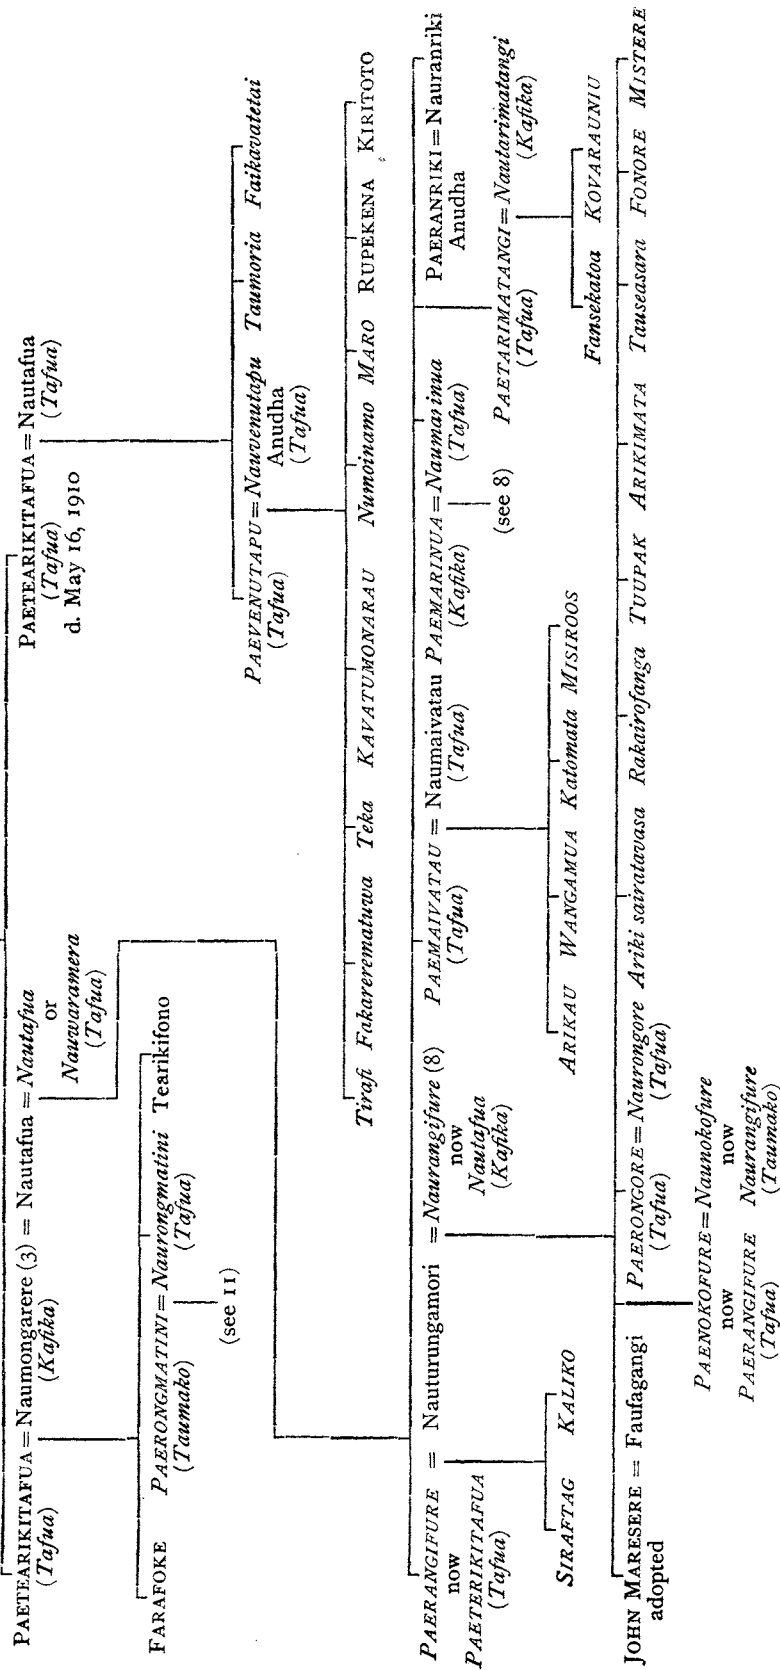 PAETEARIKITAFUA = Naumongarere (3) = Nautafua = Nautafua
(Tafua) (Kafika) or
Nauwaramera
(Tafua)
PAETEARIKITAFUA = Nautafua
(Tafua) (Tafua)
d. May 16, 1910
FARAFOKE PAERONGMATINI = Naurongmatini Tearikifono
(Taumako) (Tafua)
(see 11)
PAEVENUTAPU = Nauvenutapu Taumoria Faikavatetai
(Tafua) Anudha
(Tafua)
Tirafi Fakarerematuwa Teka KAVATUMONARAU Numoinamo MARO RUPEKENA KIRITOTO
PAERANGIFURE = Nauturungamori = Naurangifure (8) PAEMAIVATAU = Naumaivatau PAEMARINUA = Naumarinua PAERANRIKI = Nauranriki
now now (Tafua) (Tafua) (Kafika) (Tafua) Anudha
PAETERIKITAFUA Nautafua
(Tafua) (Kafika)
(see 8)
PAETARIMATANGI = Nautarimatangi
(Tafua) (Kafika)
SIRAFTAG KALIKO
ARIKAU WANGAMUA Katomata MISIROOS
Fansekatoa KOVARAUNIU
JOHN MARESERE = Faufagangi PAERONGORE = Naurongore Ariki sairatavasa Rakairofanga TUUPAK ARIKIMATA Tauseasara FONORE MISTERE
adopted (Tafua) (Tafua)
PAENOKOFURE = Naunokofure
now now
PAERANGIFURE Naurangifure
(Tafua) (Taumako)